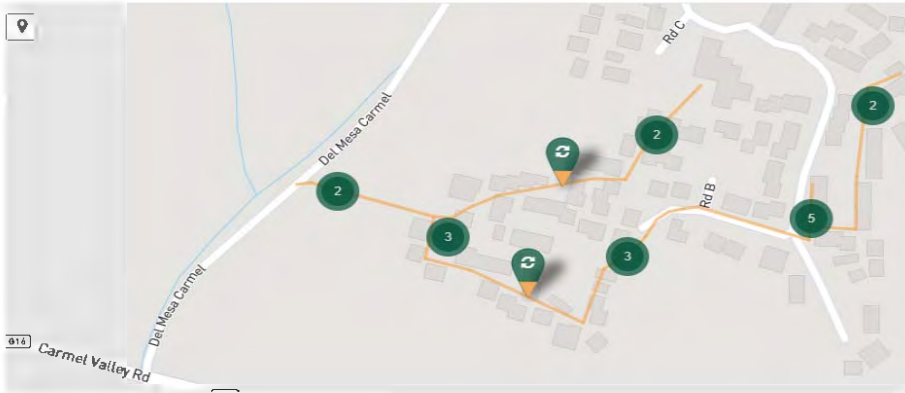 Rd C
Del Mesa Carmel
2
2
2
Rd B
5
3
3
Del Mesa Carmel
G16
Carmel Valley Rd